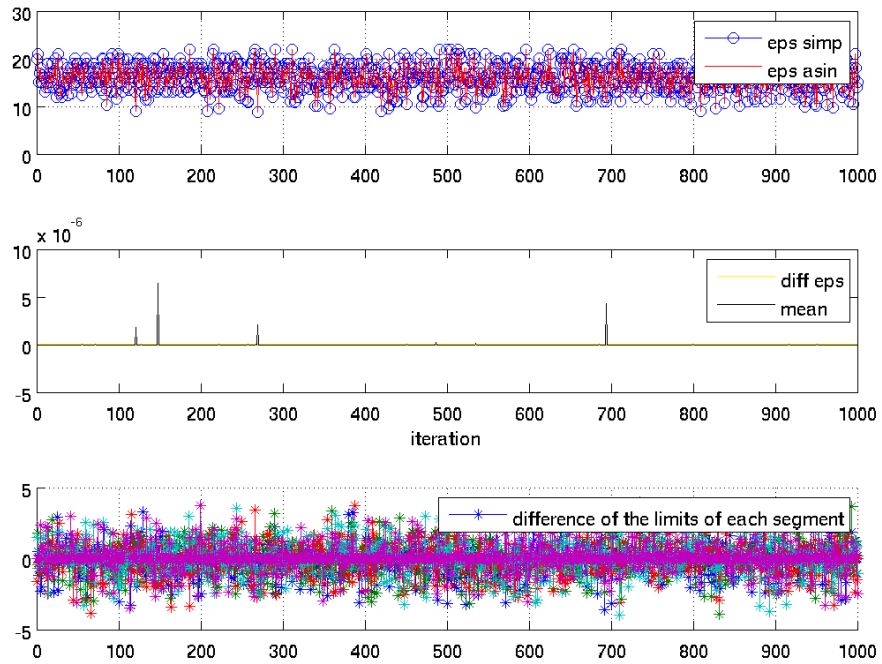 30
20
10
0
eps simp
eps asin
0 100 200 300 400 500 600 700 800 900 1000
x 10^-6
10
5
0
-5
diff eps
mean
0 100 200 300 400 500 600 700 800 900 1000
iteration
5
0
-5
difference of the limits of each segment
0 100 200 300 400 500 600 700 800 900 1000